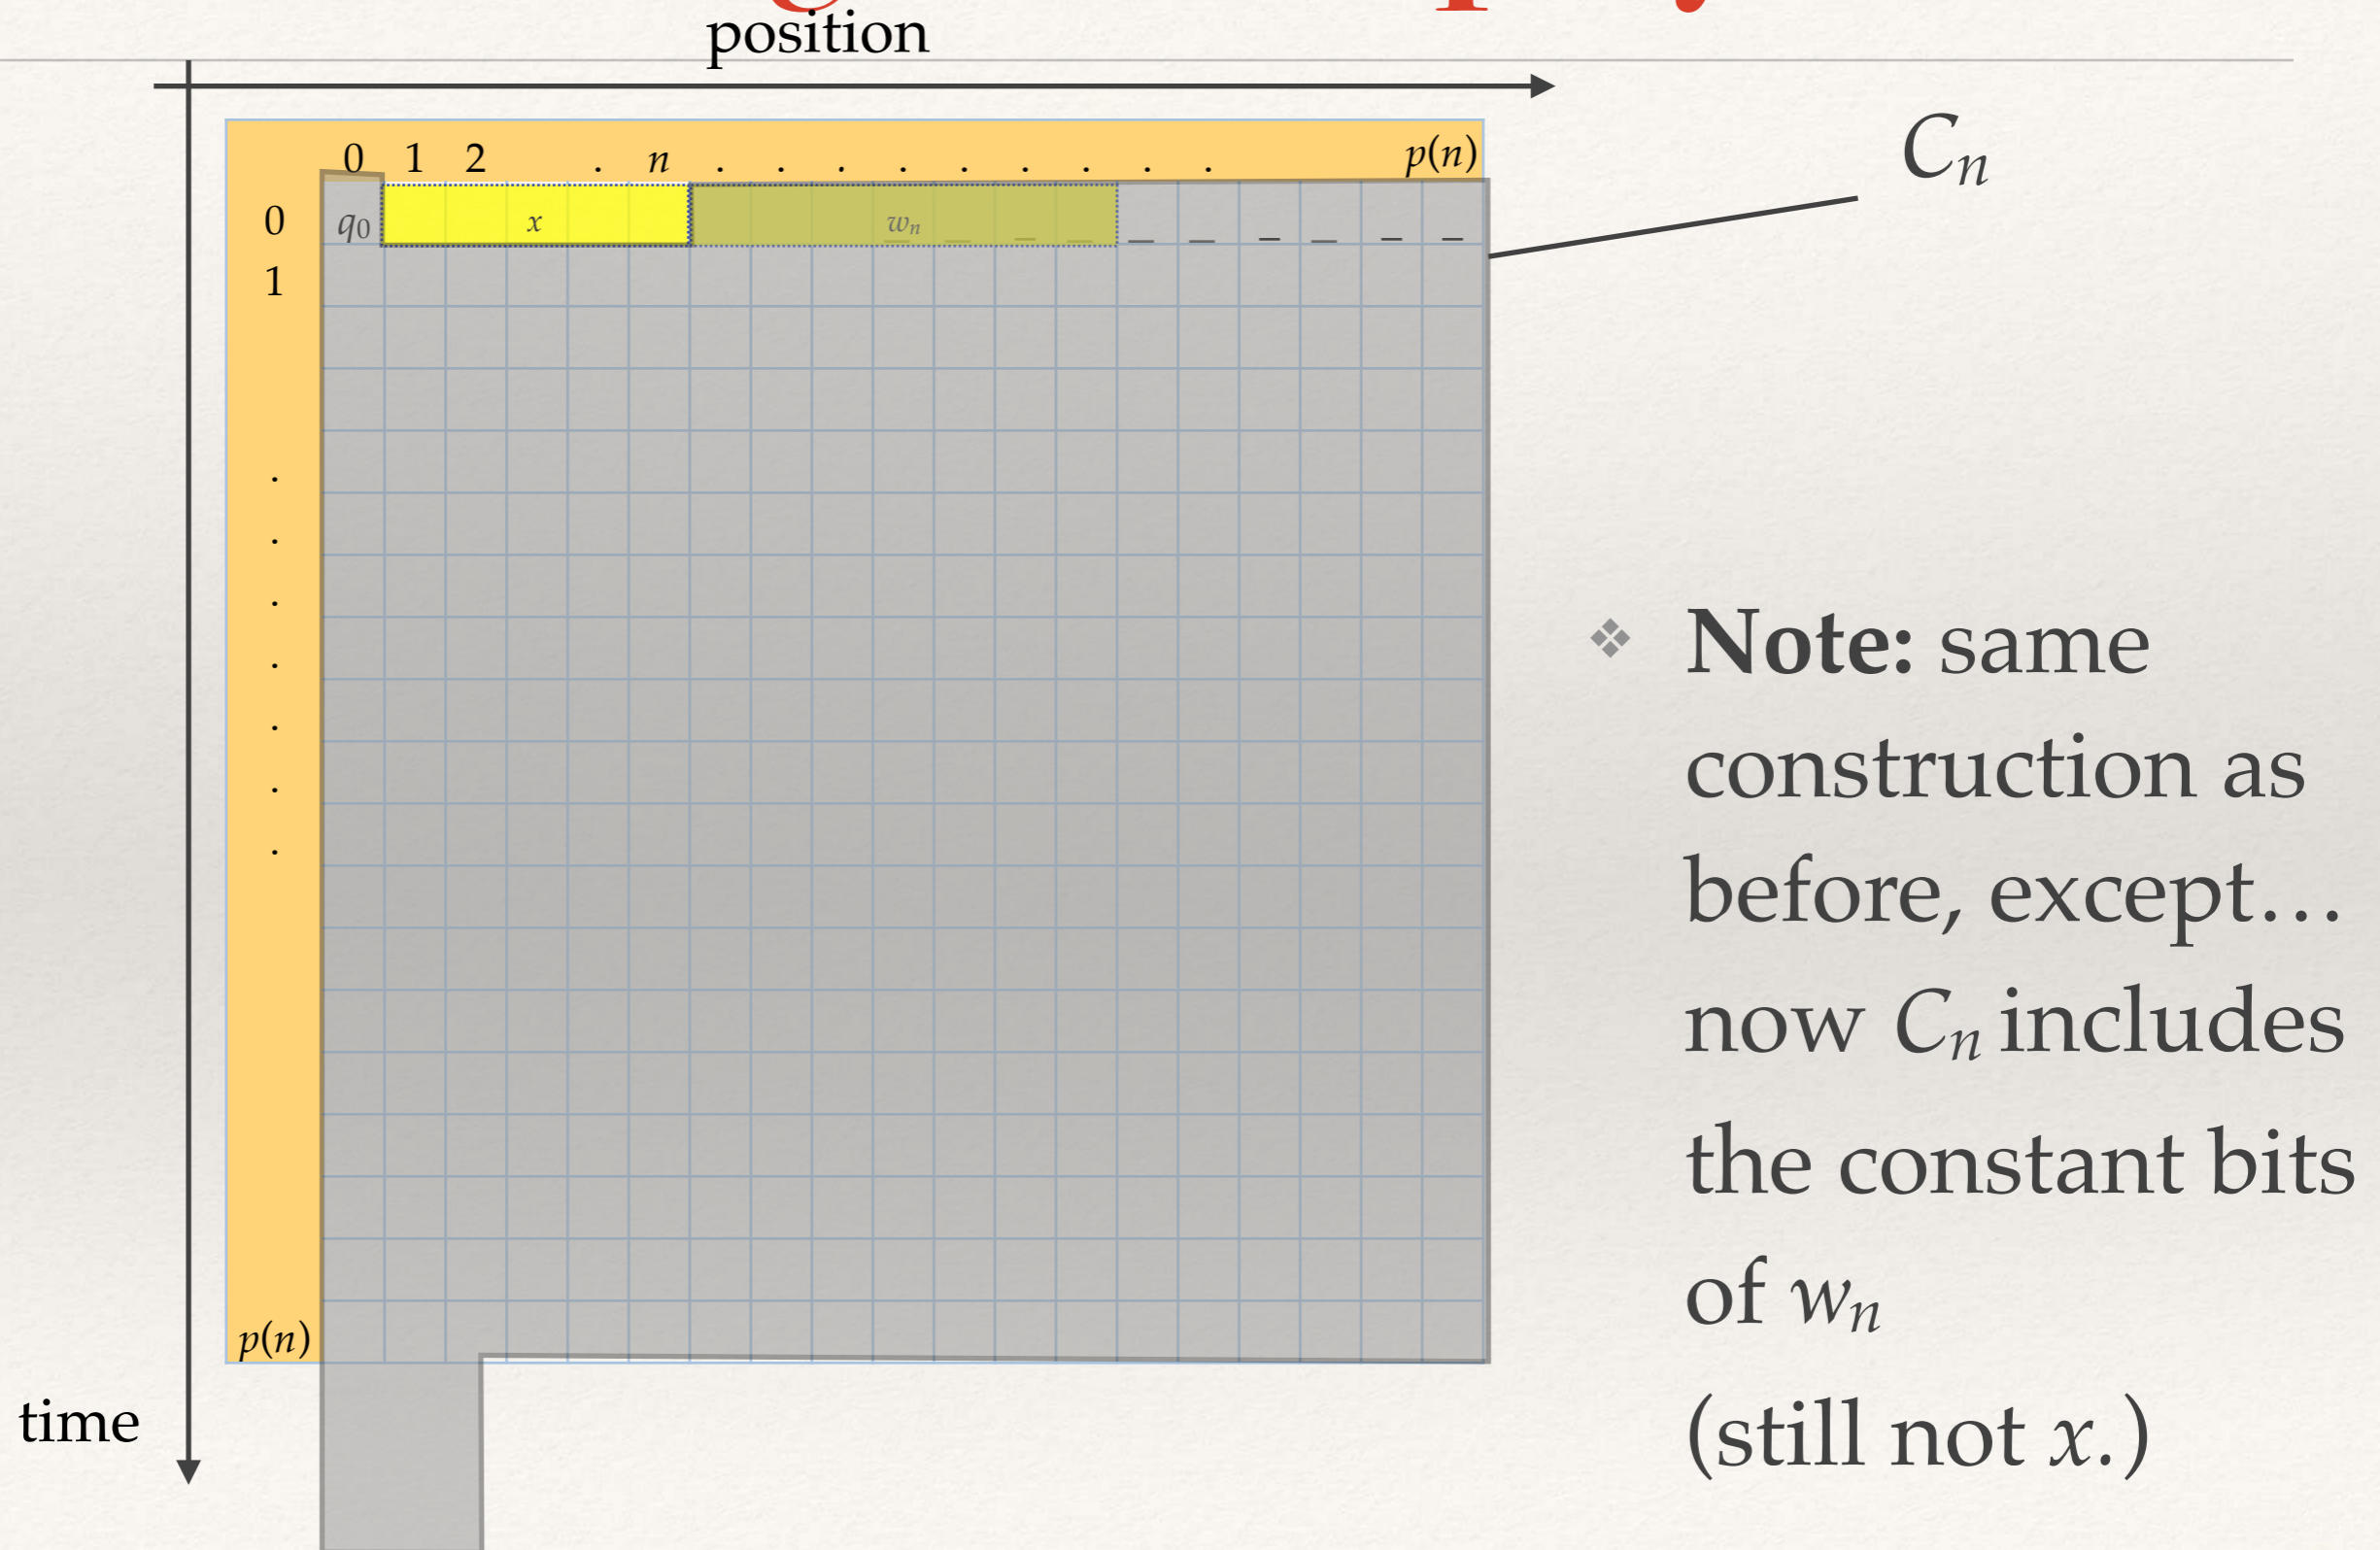 position
C_n
0 1 2 . n . . . . . . . . . p(n)
0 q_0 x w_n _ _ _ _ _ _ _ _ _ _
1
.
.
.
.
.
.
.
p(n)
time
❖ Note: same
construction as
before, except…
now C_n includes
the constant bits
of w_n
(still not x.)